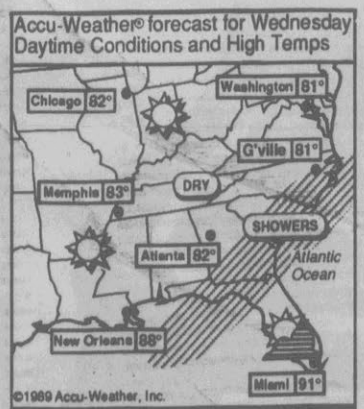 Accu-Weather® forecast for Wednesday
Daytime Conditions and High Temps
Washington 81°
Chicago 82°
G'ville 81°
Memphis 83°
DRY
SHOWERS
Atlanta 82°
Atlantic
Ocean
New Orleans 88°
Miami 91°
©1989 Accu-Weather, Inc.